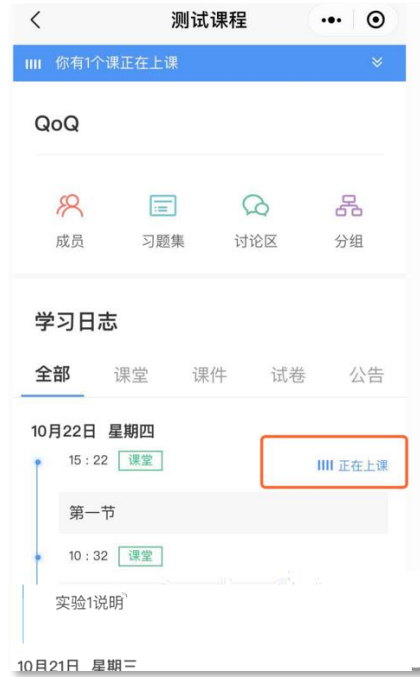 测试课程
你有1个课正在上课
QoQ
成员 习题集 讨论区 分组
学习日志
全部 课堂 课件 试卷 公告
10月22日 星期四
15：22 课堂 正在上课
第一节
10：32 课堂
实验1说明
10月21日 星期三